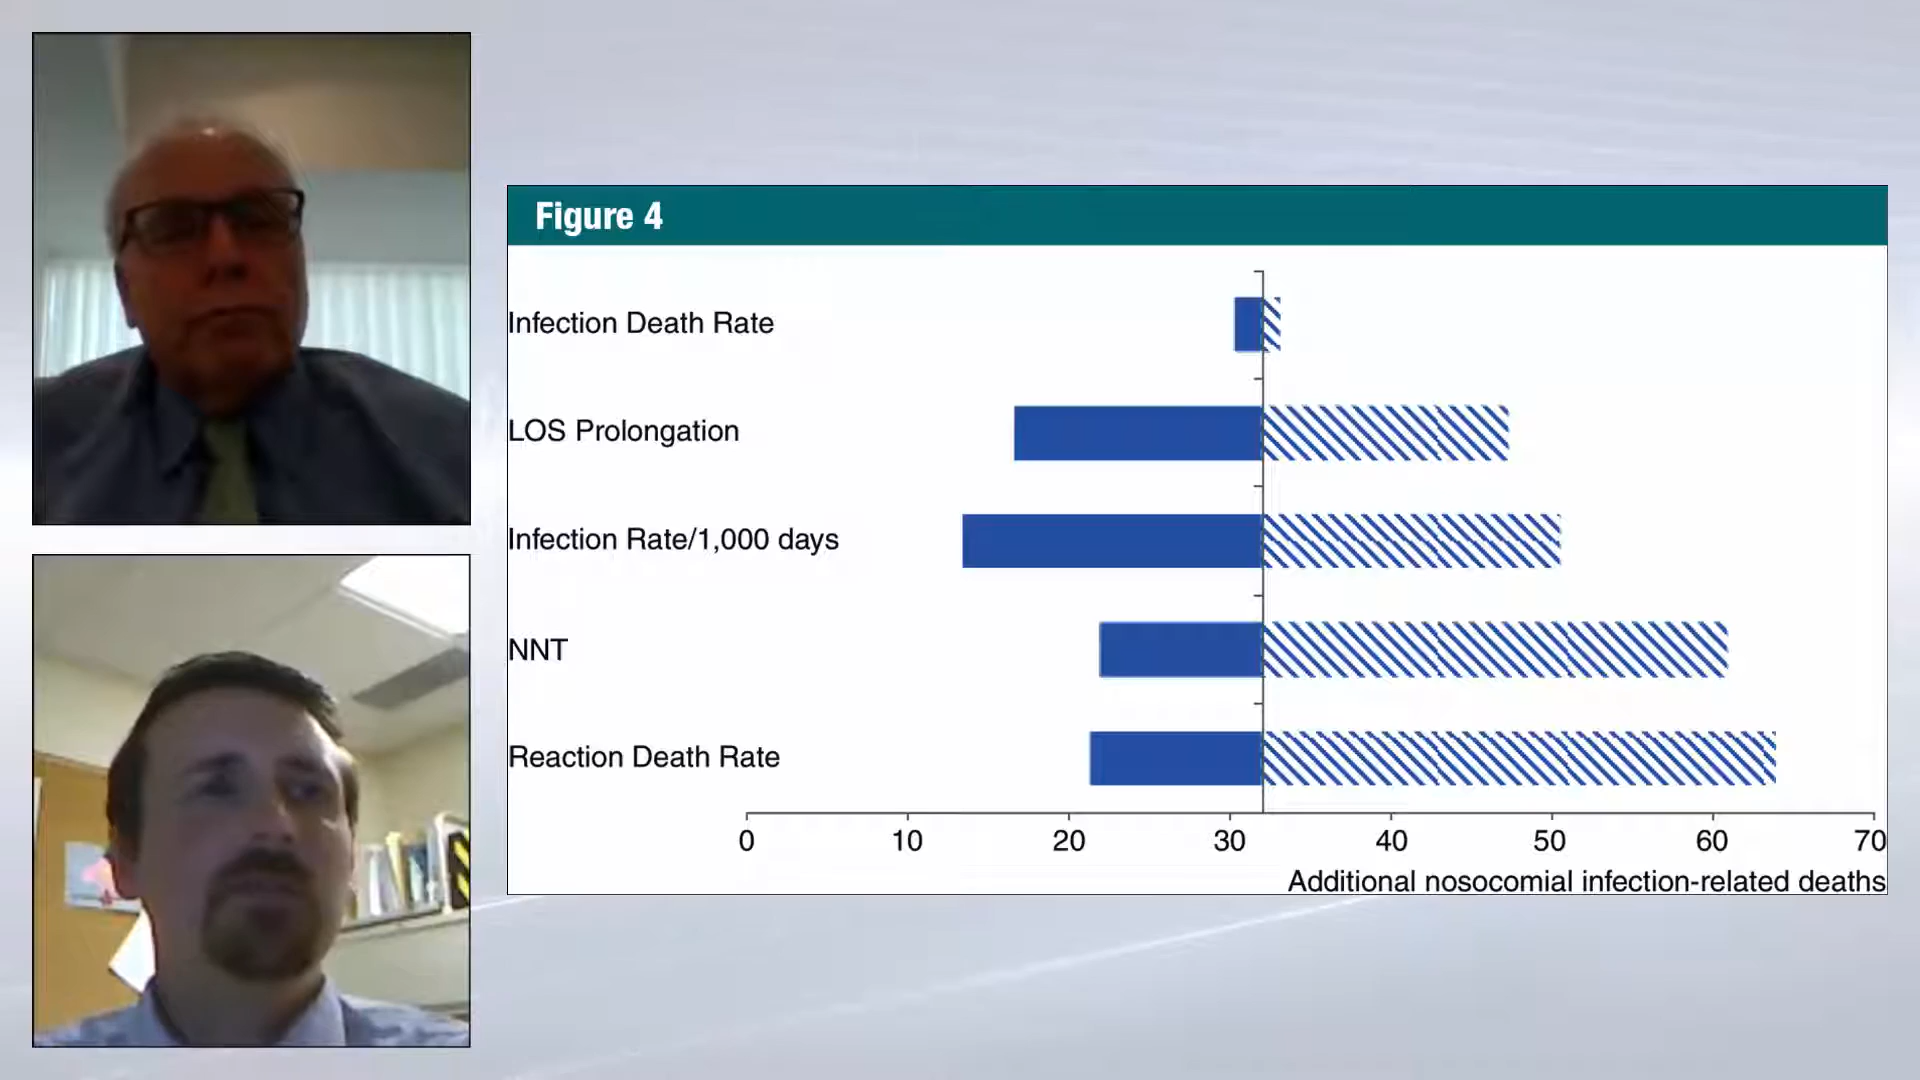 Figure 4
Infection Death Rate
LOS Prolongation
Infection Rate/1,000 days
NNT
Reaction Death Rate
0 10 20 30 40 50 60 70
Additional nosocomial infection-related deaths